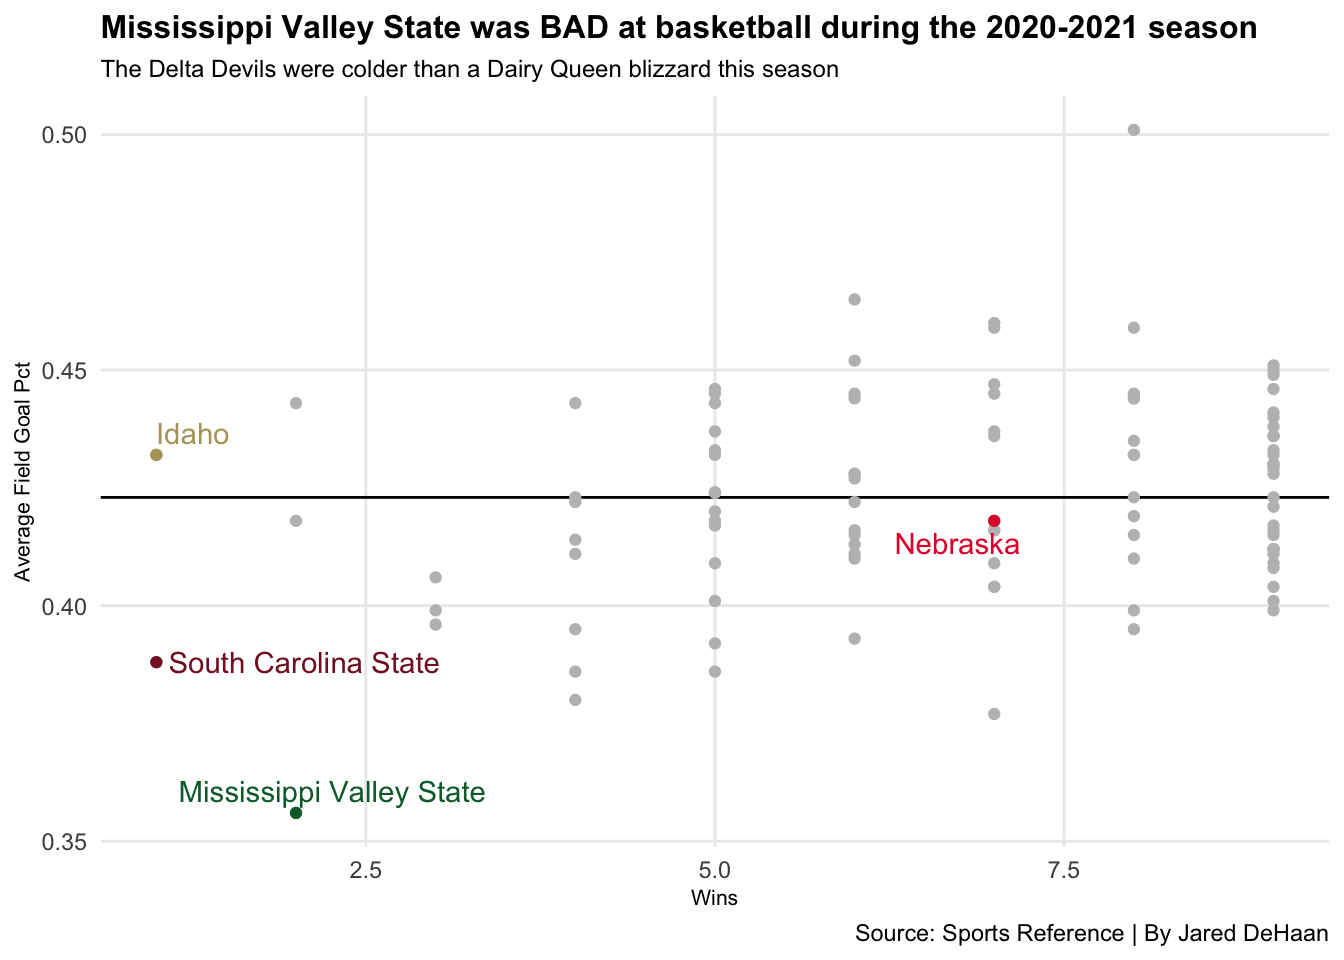 Mississippi Valley State was BAD at basketball during the 2020-2021 season
The Delta Devils were colder than a Dairy Queen blizzard this season
Average Field Goal Pct
0.50
0.45
0.40
0.35
Idaho
Nebraska
South Carolina State
Mississippi Valley State
2.5
5.0
7.5
Wins
Source: Sports Reference | By Jared DeHaan